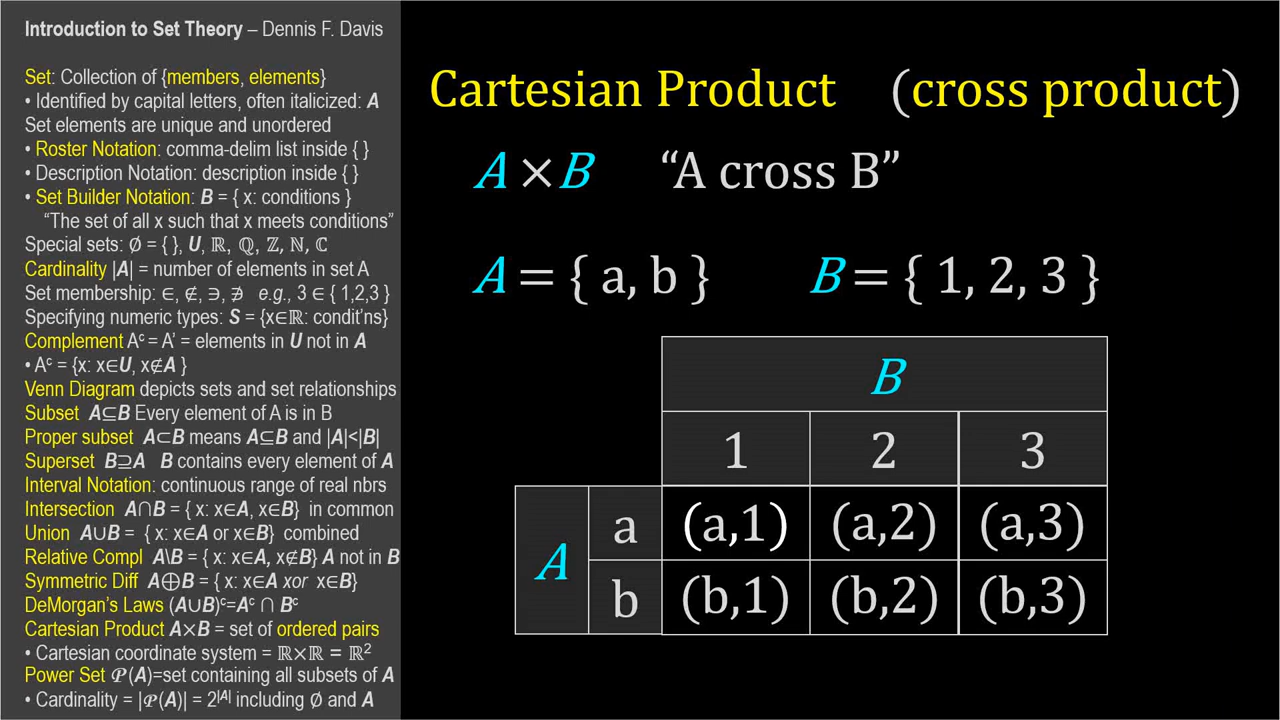 Introduction to Set Theory – Dennis F. Davis
Set: Collection of {members, elements}
• Identified by capital letters, often italicized: A
Set elements are unique and unordered
• Roster Notation: comma-delim list inside { }
• Description Notation: description inside { }
• Set Builder Notation: B = { x: conditions }
“The set of all x such that x meets conditions”
Special sets: ∅ = { }, U, ℝ, ℚ, ℤ, ℕ, ℂ
Cardinality |A| = number of elements in set A
Set membership: ∈, ∉, ∋, ∌ e.g., 3 ∈ { 1,2,3 }
Specifying numeric types: S = {x∈ℝ: condit’ns}
Complement Aᶜ = A’ = elements in U not in A
• Aᶜ = {x: x∈U, x∉A }
Venn Diagram depicts sets and set relationships
Subset A⊆B Every element of A is in B
Proper subset A⊂B means A⊆B and |A|<|B|
Superset B⊇A B contains every element of A
Interval Notation: continuous range of real nbrs
Intersection A∩B = { x: x∈A, x∈B} in common
Union A∪B = { x: x∈A or x∈B} combined
Relative Compl A\B = { x: x∈A, x∉B} A not in B
Symmetric Diff A⊕B = { x: x∈A xor x∈B}
DeMorgan’s Laws (A∪B)ᶜ=Aᶜ ∩ Bᶜ
Cartesian Product A×B = set of ordered pairs
• Cartesian coordinate system = ℝ×ℝ = ℝ²
Power Set 𝒫(A)=set containing all subsets of A
• Cardinality = |𝒫(A)| = 2^|A| including ∅ and A
Cartesian Product (cross product)
A × B “A cross B”
A = { a, b } B = { 1, 2, 3 }
B
1 2 3
A
a (a,1) (a,2) (a,3)
b (b,1) (b,2) (b,3)